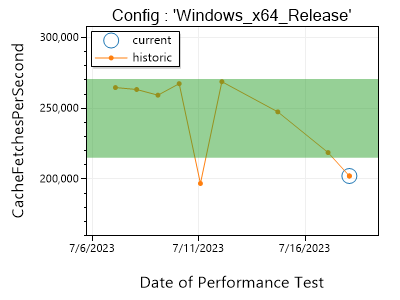 Config : 'Windows_x64_Release'
current
historic
300,000
250,000
200,000
CacheFetchesPerSecond
7/6/2023
7/11/2023
7/16/2023
Date of Performance Test